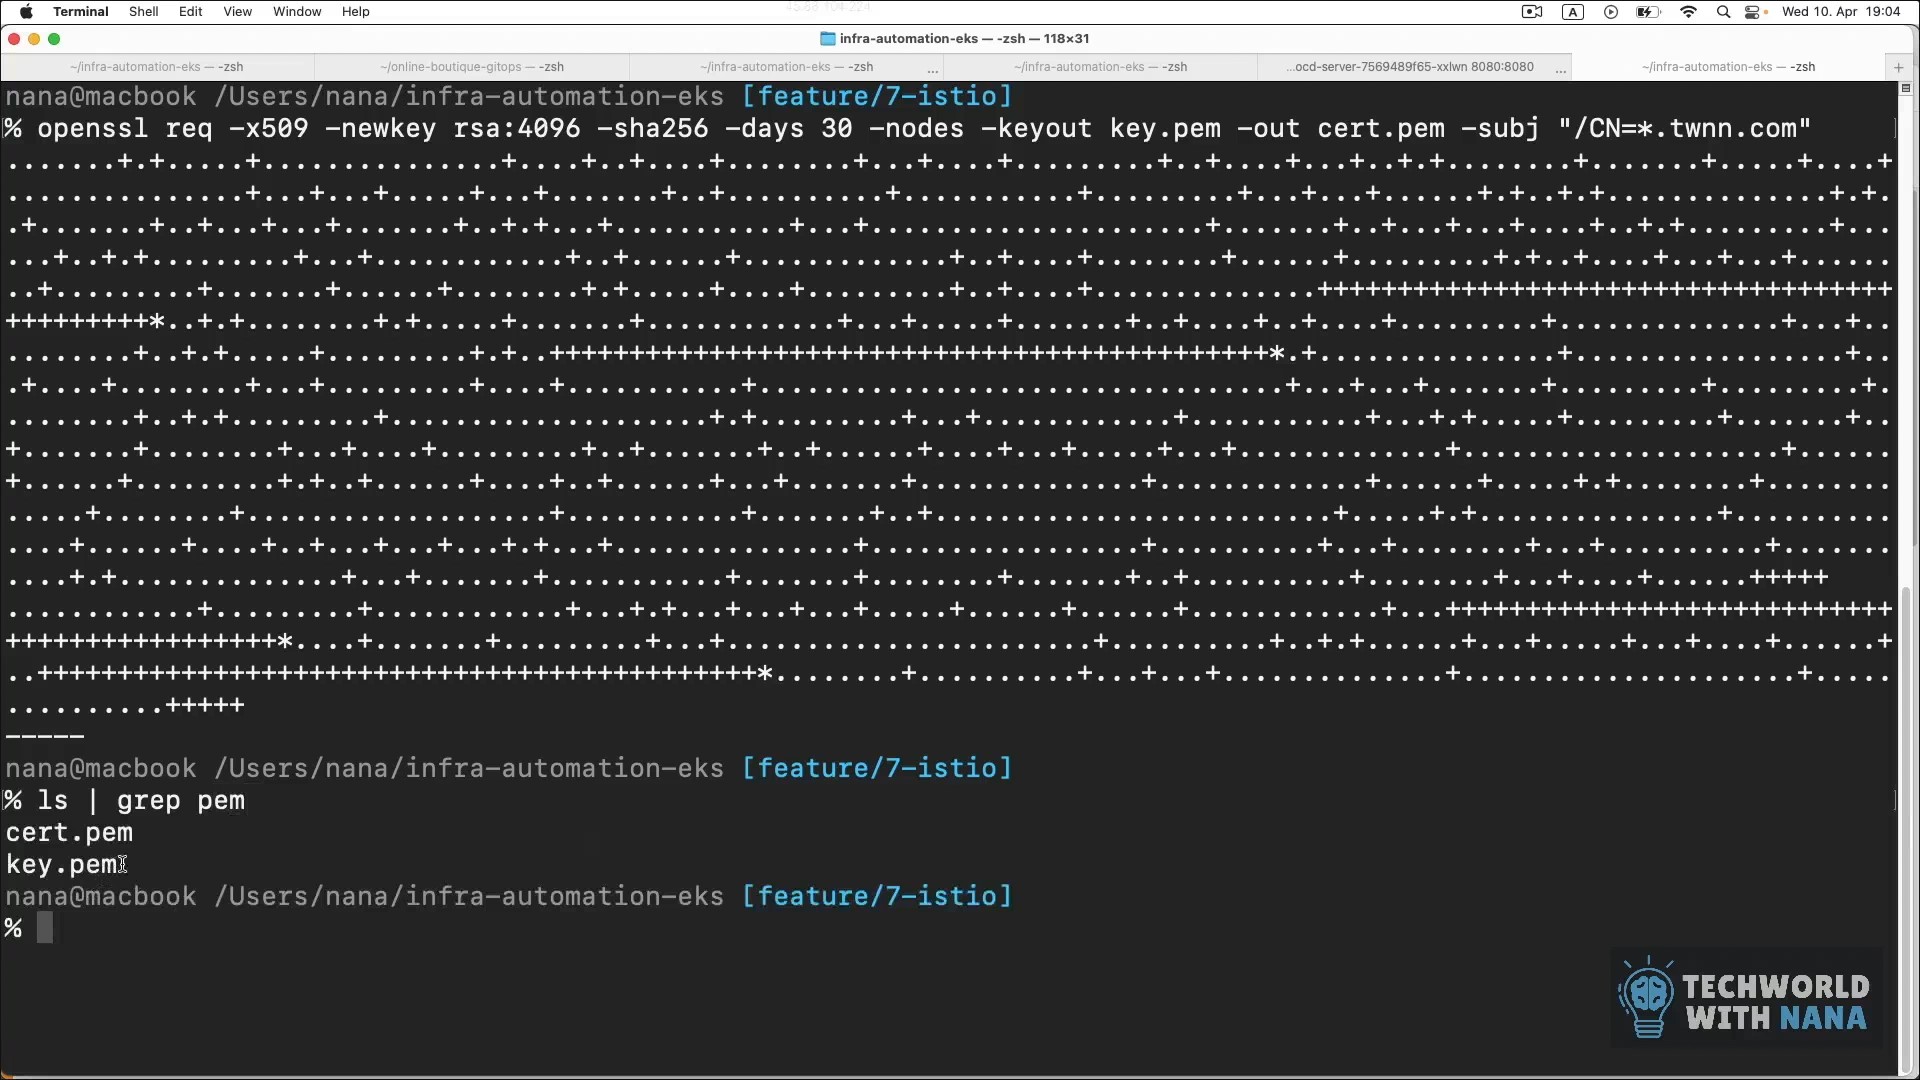 Terminal Shell Edit View Window Help A Wed 10. Apr 19:04
infra-automation-eks — -zsh — 118×31
~/infra-automation-eks — -zsh ~/online-boutique-gitops — -zsh ~/infra-automation-eks — -zsh ... ~/infra-automation-eks — -zsh ...ocd-server-7569489f65-xxlwn 8080:8080 ... ~/infra-automation-eks — -zsh +
nana@macbook /Users/nana/infra-automation-eks [feature/7-istio]
% openssl req -x509 -newkey rsa:4096 -sha256 -days 30 -nodes -keyout key.pem -out cert.pem -subj "/CN=*.twnn.com"
..........+++++
-----
nana@macbook /Users/nana/infra-automation-eks [feature/7-istio]
% ls | grep pem
cert.pem
key.pem
nana@macbook /Users/nana/infra-automation-eks [feature/7-istio]
%
TECHWORLD
WITH NANA